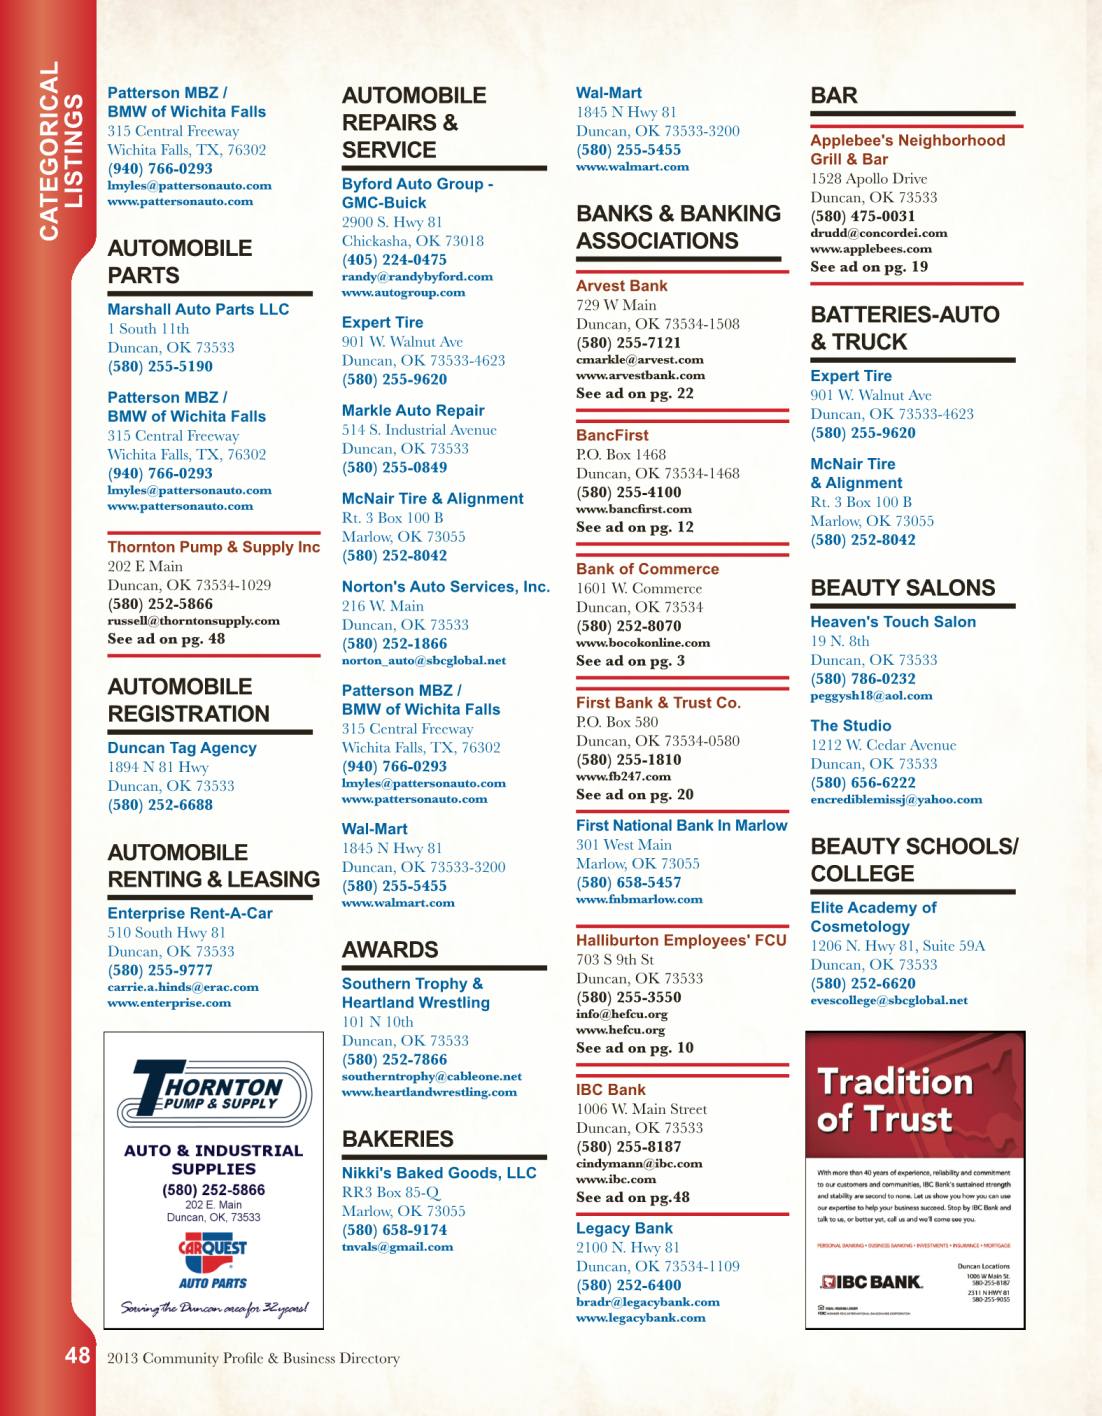 CATEGORICAL
LISTINGS
Patterson MBZ /
BMW of Wichita Falls
315 Central Freeway
Wichita Falls, TX, 76302
(940) 766-0293
lmyles@pattersonauto.com
www.pattersonauto.com
AUTOMOBILE
PARTS
Marshall Auto Parts LLC
1 South 11th
Duncan, OK 73533
(580) 255-5190
Patterson MBZ /
BMW of Wichita Falls
315 Central Freeway
Wichita Falls, TX, 76302
(940) 766-0293
lmyles@pattersonauto.com
www.pattersonauto.com
Thornton Pump & Supply Inc
202 E Main
Duncan, OK 73534-1029
(580) 252-5866
russell@thorntonsupply.com
See ad on pg. 48
AUTOMOBILE
REGISTRATION
Duncan Tag Agency
1894 N 81 Hwy
Duncan, OK 73533
(580) 252-6688
AUTOMOBILE
RENTING & LEASING
Enterprise Rent-A-Car
510 South Hwy 81
Duncan, OK 73533
(580) 255-9777
carrie.a.hinds@erac.com
www.enterprise.com
THORNTON
PUMP & SUPPLY
AUTO & INDUSTRIAL
SUPPLIES
(580) 252-5866
202 E. Main
Duncan, OK, 73533
CARQUEST
AUTO PARTS
Serving the Duncan area for 32 years!
AUTOMOBILE
REPAIRS &
SERVICE
Byford Auto Group -
GMC-Buick
2900 S. Hwy 81
Chickasha, OK 73018
(405) 224-0475
randy@randybyford.com
www.autogroup.com
Expert Tire
901 W. Walnut Ave
Duncan, OK 73533-4623
(580) 255-9620
Markle Auto Repair
514 S. Industrial Avenue
Duncan, OK 73533
(580) 255-0849
McNair Tire & Alignment
Rt. 3 Box 100 B
Marlow, OK 73055
(580) 252-8042
Norton's Auto Services, Inc.
216 W. Main
Duncan, OK 73533
(580) 252-1866
norton_auto@sbcglobal.net
Patterson MBZ /
BMW of Wichita Falls
315 Central Freeway
Wichita Falls, TX, 76302
(940) 766-0293
lmyles@pattersonauto.com
www.pattersonauto.com
Wal-Mart
1845 N Hwy 81
Duncan, OK 73533-3200
(580) 255-5455
www.walmart.com
AWARDS
Southern Trophy &
Heartland Wrestling
101 N 10th
Duncan, OK 73533
(580) 252-7866
southerntrophy@cableone.net
www.heartlandwrestling.com
BAKERIES
Nikki's Baked Goods, LLC
RR3 Box 85-Q
Marlow, OK 73055
(580) 658-9174
tnvals@gmail.com
Wal-Mart
1845 N Hwy 81
Duncan, OK 73533-3200
(580) 255-5455
www.walmart.com
BANKS & BANKING
ASSOCIATIONS
Arvest Bank
729 W Main
Duncan, OK 73534-1508
(580) 255-7121
cmarkle@arvest.com
www.arvestbank.com
See ad on pg. 22
BancFirst
P.O. Box 1468
Duncan, OK 73534-1468
(580) 255-4100
www.bancfirst.com
See ad on pg. 12
Bank of Commerce
1601 W. Commerce
Duncan, OK 73534
(580) 252-8070
www.bocokonline.com
See ad on pg. 3
First Bank & Trust Co.
P.O. Box 580
Duncan, OK 73534-0580
(580) 255-1810
www.fb247.com
See ad on pg. 20
First National Bank In Marlow
301 West Main
Marlow, OK 73055
(580) 658-5457
www.fnbmarlow.com
Halliburton Employees' FCU
703 S 9th St
Duncan, OK 73533
(580) 255-3550
info@hefcu.org
www.hefcu.org
See ad on pg. 10
IBC Bank
1006 W. Main Street
Duncan, OK 73533
(580) 255-8187
cindymann@ibc.com
www.ibc.com
See ad on pg.48
Legacy Bank
2100 N. Hwy 81
Duncan, OK 73534-1109
(580) 252-6400
bradr@legacybank.com
www.legacybank.com
BAR
Applebee's Neighborhood
Grill & Bar
1528 Apollo Drive
Duncan, OK 73533
(580) 475-0031
drudd@concordei.com
www.applebees.com
See ad on pg. 19
BATTERIES-AUTO
& TRUCK
Expert Tire
901 W. Walnut Ave
Duncan, OK 73533-4623
(580) 255-9620
McNair Tire
& Alignment
Rt. 3 Box 100 B
Marlow, OK 73055
(580) 252-8042
BEAUTY SALONS
Heaven's Touch Salon
19 N. 8th
Duncan, OK 73533
(580) 786-0232
peggysh18@aol.com
The Studio
1212 W. Cedar Avenue
Duncan, OK 73533
(580) 656-6222
encrediblemissj@yahoo.com
BEAUTY SCHOOLS/
COLLEGE
Elite Academy of
Cosmetology
1206 N. Hwy 81, Suite 59A
Duncan, OK 73533
(580) 252-6620
evescollege@sbcglobal.net
Tradition
of Trust
With more than 40 years of experience, reliability and commitment
to our customers and communities, IBC Bank's sustained strength
and stability are second to none. Let us show you how you can use
our expertise to help your business succeed. Stop by IBC Bank and
talk to us, or better yet, call us and we'll come see you.
PERSONAL BANKING • BUSINESS BANKING • INVESTMENTS • INSURANCE • MORTGAGE
IBC BANK
Duncan Locations
1006 W Main St.
580-255-8187
2311 N HWY 81
580-255-9055
48 2013 Community Profile & Business Directory